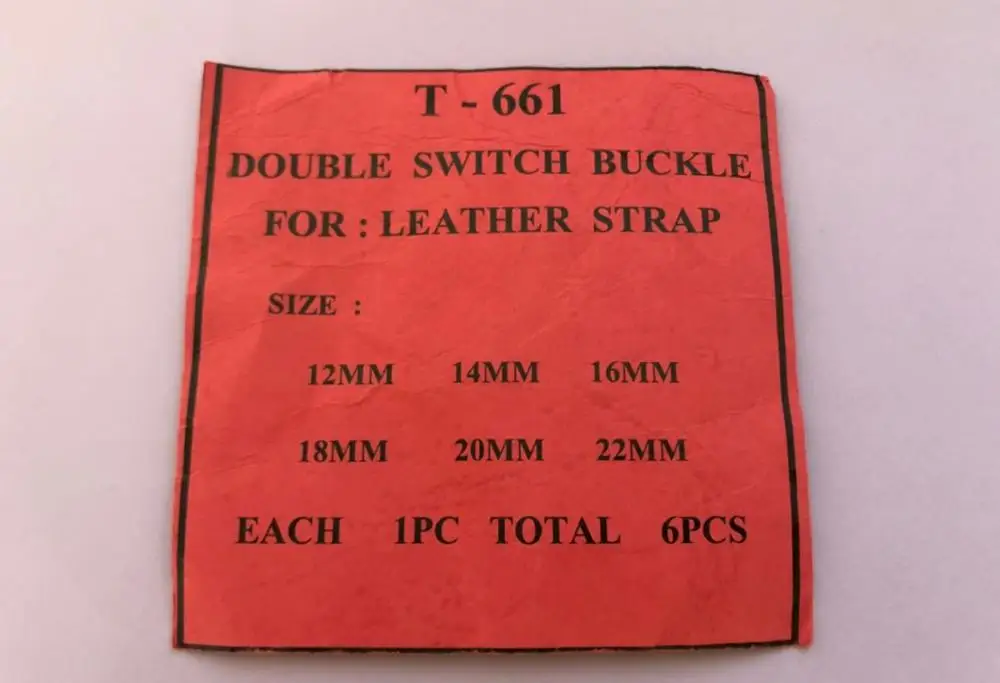 T - 661
DOUBLE SWITCH BUCKLE
FOR : LEATHER STRAP
SIZE :
12MM 14MM 16MM
18MM 20MM 22MM
EACH 1PC TOTAL 6PCS